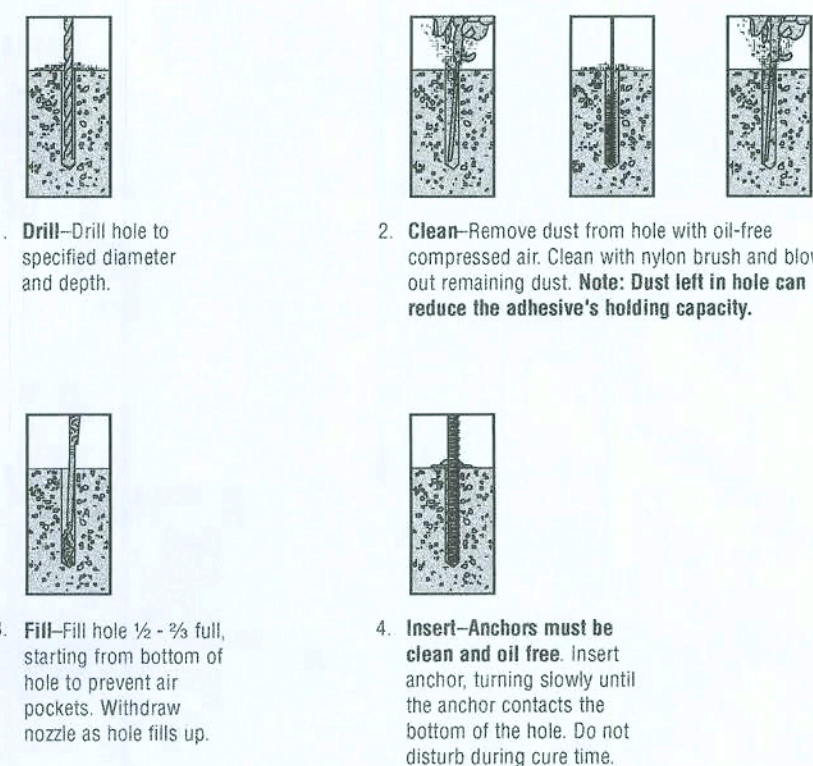 . Drill–Drill hole to
specified diameter
and depth.
2. Clean–Remove dust from hole with oil-free
compressed air. Clean with nylon brush and blow
out remaining dust. Note: Dust left in hole can
reduce the adhesive's holding capacity.
3. Fill–Fill hole ½ - ⅔ full,
starting from bottom of
hole to prevent air
pockets. Withdraw
nozzle as hole fills up.
4. Insert–Anchors must be
clean and oil free. Insert
anchor, turning slowly until
the anchor contacts the
bottom of the hole. Do not
disturb during cure time.